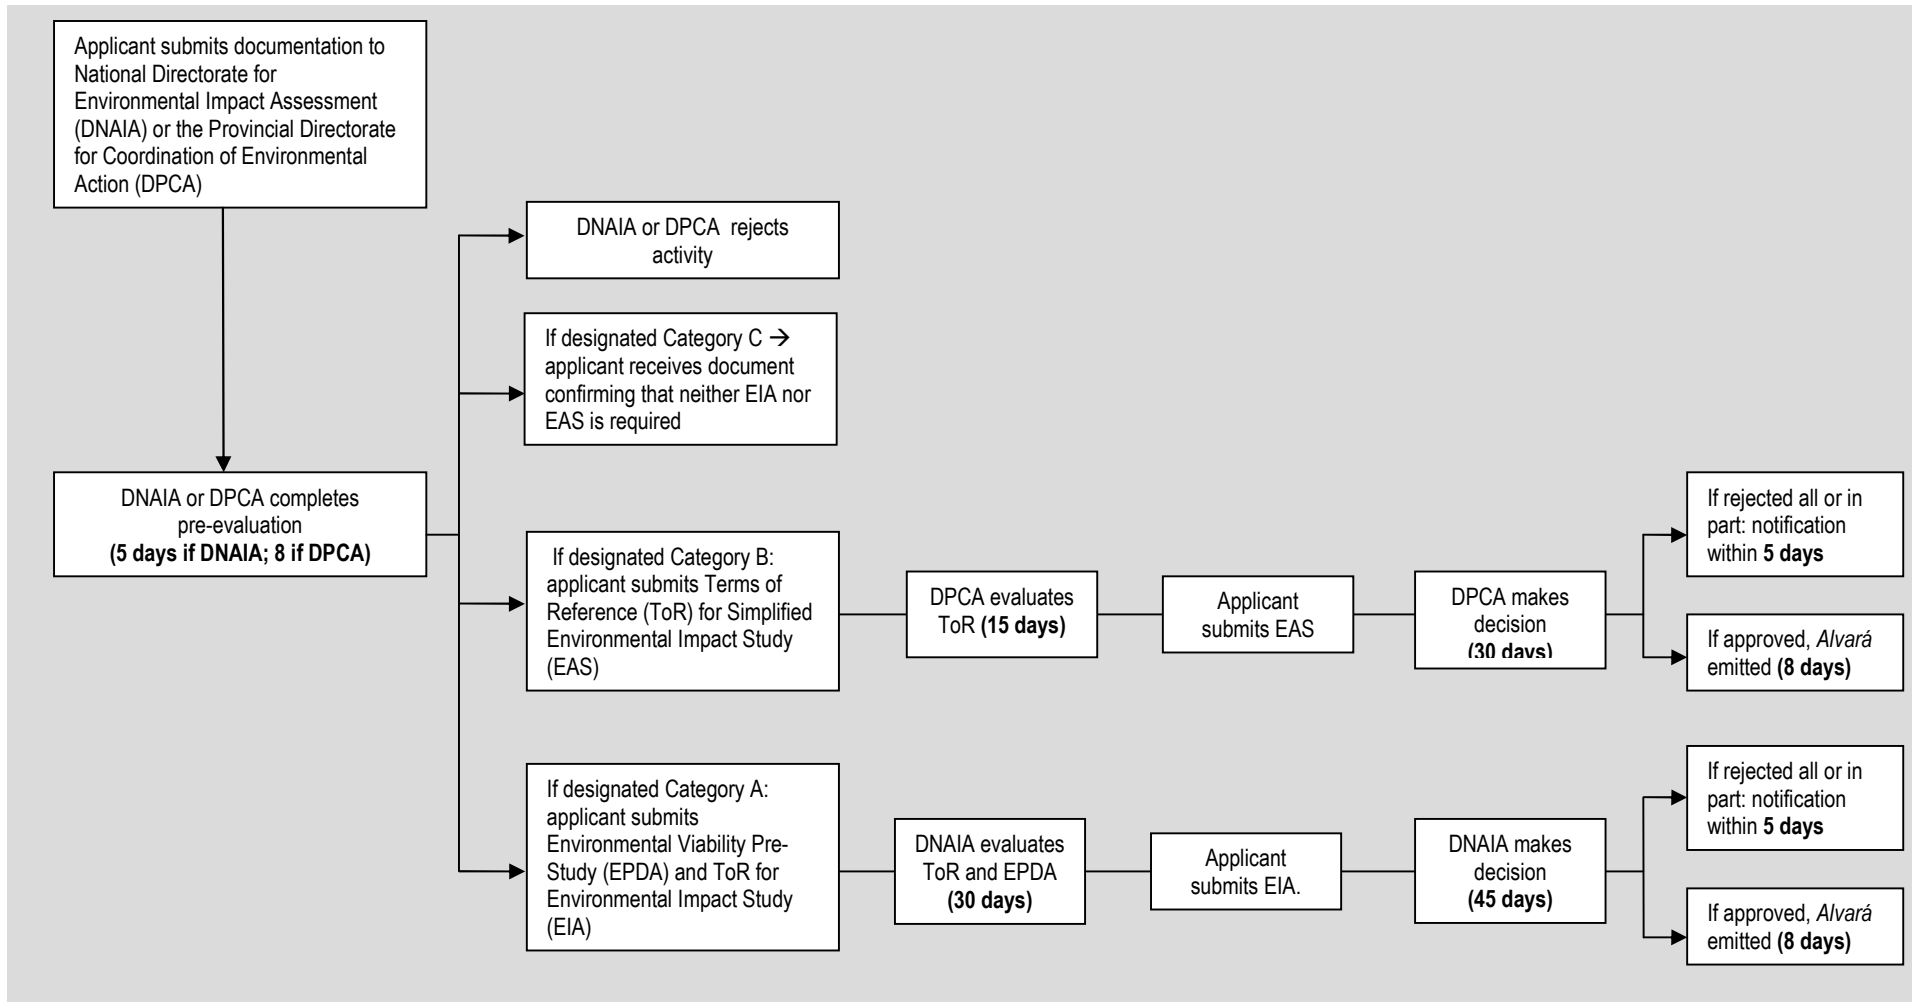 Applicant submits documentation to
National Directorate for
Environmental Impact Assessment
(DNAIA) or the Provincial Directorate
for Coordination of Environmental
Action (DPCA)
DNAIA or DPCA completes
pre-evaluation
(5 days if DNAIA; 8 if DPCA)
DNAIA or DPCA  rejects
activity
If designated Category C →
applicant receives document
confirming that neither EIA nor
EAS is required
If designated Category B:
applicant submits Terms of
Reference (ToR) for Simplified
Environmental Impact Study
(EAS)
DPCA evaluates
ToR (15 days)
Applicant
submits EAS
DPCA makes
decision
(30 days)
If rejected all or in
part: notification
within 5 days
If approved, Alvará
emitted (8 days)
If designated Category A:
applicant submits
Environmental Viability Pre-
Study (EPDA) and ToR for
Environmental Impact Study
(EIA)
DNAIA evaluates
ToR and EPDA
(30 days)
Applicant
submits EIA.
DNAIA makes
decision
(45 days)
If rejected all or in
part: notification
within 5 days
If approved, Alvará
emitted (8 days)